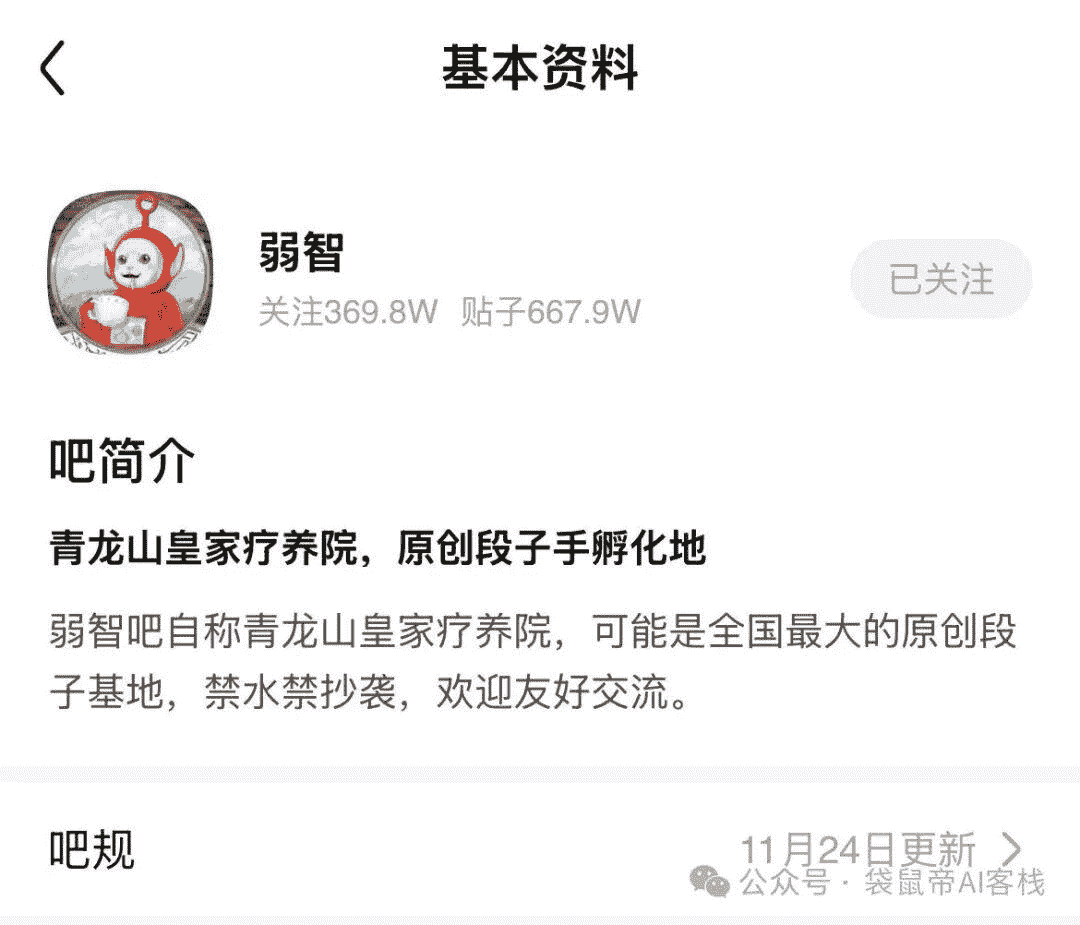 基本资料
弱智
已关注
关注369.8W 贴子667.9W
吧简介
青龙山皇家疗养院，原创段子手孵化地
弱智吧自称青龙山皇家疗养院，可能是全国最大的原创段
子基地，禁水禁抄袭，欢迎友好交流。
吧规
11月24日更新
公众号 · 袋鼠帝AI客栈